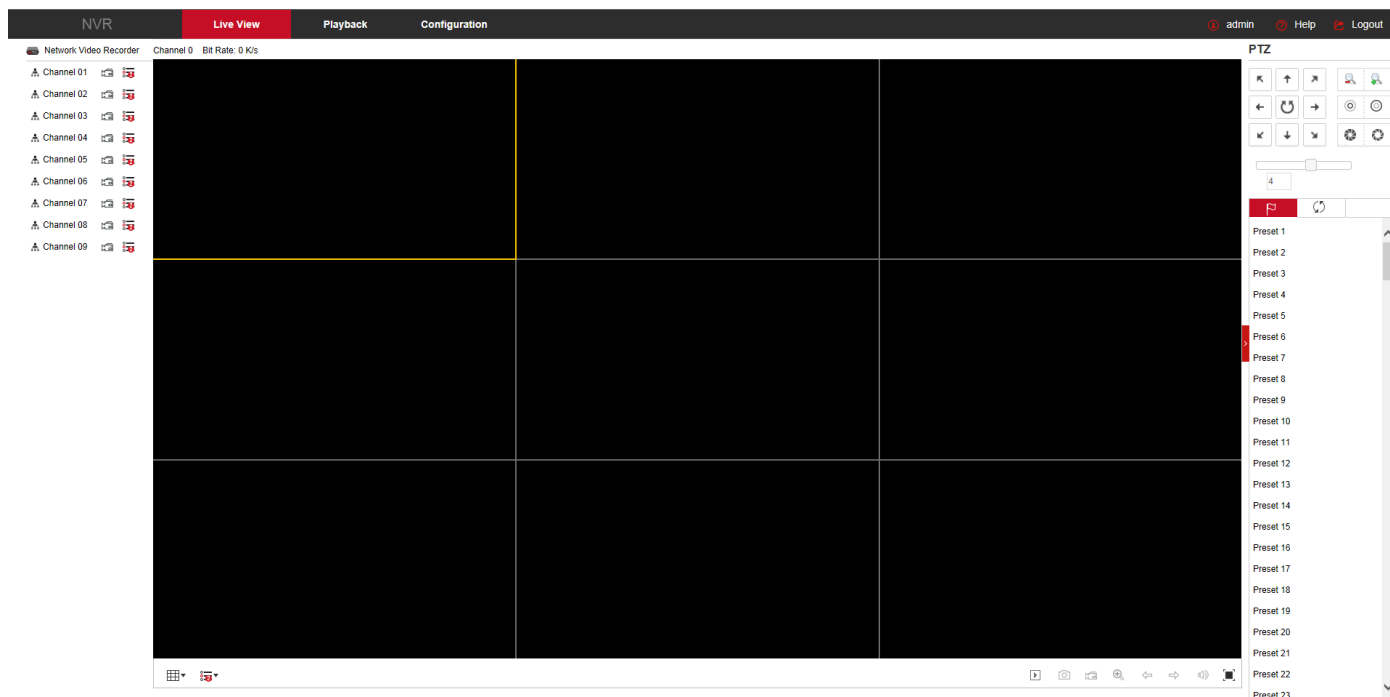 NVR Live View Playback Configuration admin Help Logout
Network Video Recorder Channel 0 Bit Rate: 0 K/s PTZ
Channel 01
Channel 02
Channel 03
Channel 04
Channel 05
Channel 06
Channel 07
Channel 08
Channel 09
4
Preset 1
Preset 2
Preset 3
Preset 4
Preset 5
Preset 6
Preset 7
Preset 8
Preset 9
Preset 10
Preset 11
Preset 12
Preset 13
Preset 14
Preset 15
Preset 16
Preset 17
Preset 18
Preset 19
Preset 20
Preset 21
Preset 22
Preset 23